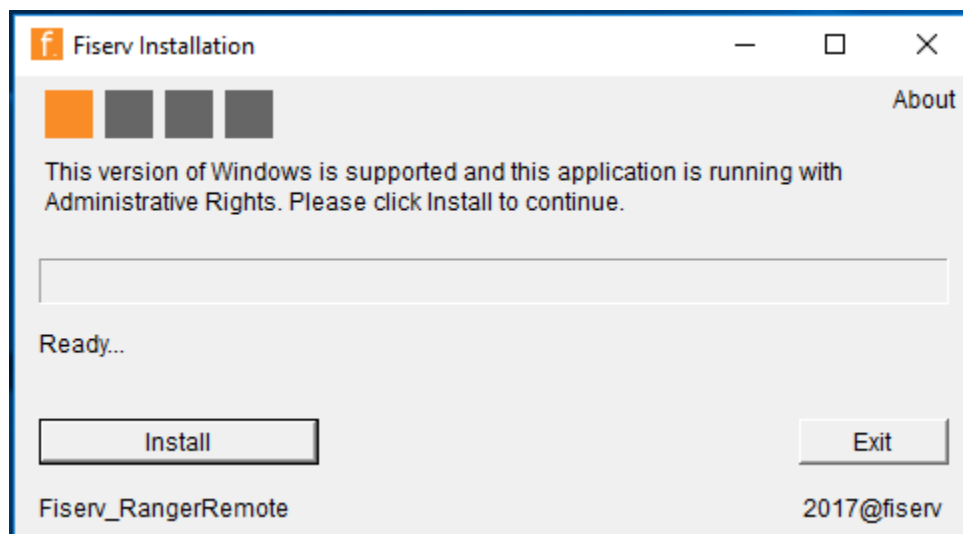 f.
Fiserv Installation
About
This version of Windows is supported and this application is running with
Administrative Rights. Please click Install to continue.
Ready...
Install
Exit
Fiserv_RangerRemote
2017@fiserv